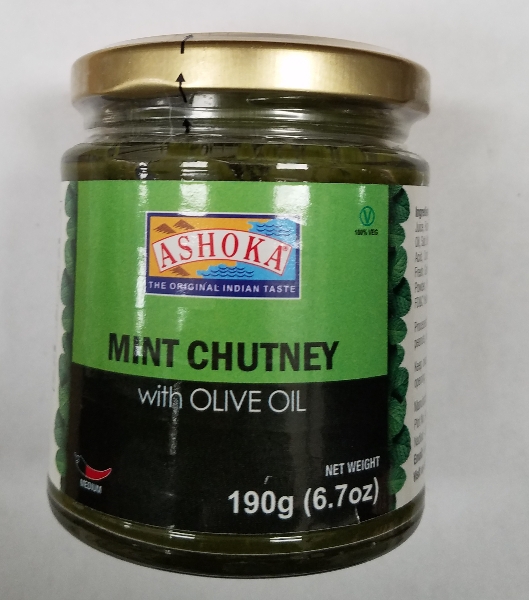 ASHOKA
THE ORIGINAL INDIAN TASTE
100% VEG
MINT CHUTNEY
with OLIVE OIL
MEDIUM
NET WEIGHT
190g (6.7oz)